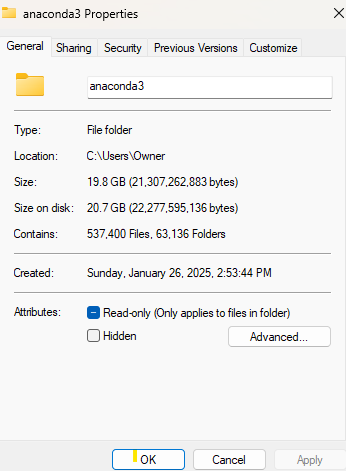 anaconda3 Properties
General Sharing Security Previous Versions Customize
anaconda3
Type: File folder
Location: C:\Users\Owner
Size: 19.8 GB (21,307,262,883 bytes)
Size on disk: 20.7 GB (22,277,595,136 bytes)
Contains: 537,400 Files, 63,136 Folders
Created: Sunday, January 26, 2025, 2:53:44 PM
Attributes: Read-only (Only applies to files in folder)
Hidden Advanced...
OK Cancel Apply